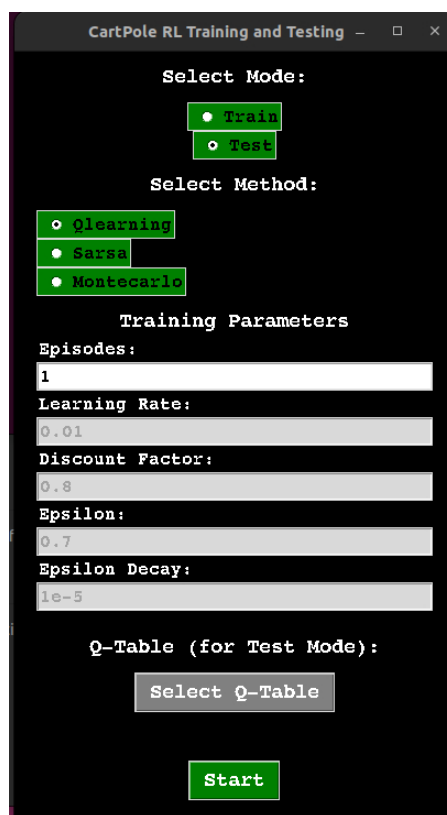 CartPole RL Training and Testing
Select Mode:
Train
Test
Select Method:
Qlearning
Sarsa
Montecarlo
Training Parameters
Episodes:
1
Learning Rate:
0.01
Discount Factor:
0.8
Epsilon:
0.7
Epsilon Decay:
1e-5
Q-Table (for Test Mode):
Select Q-Table
Start